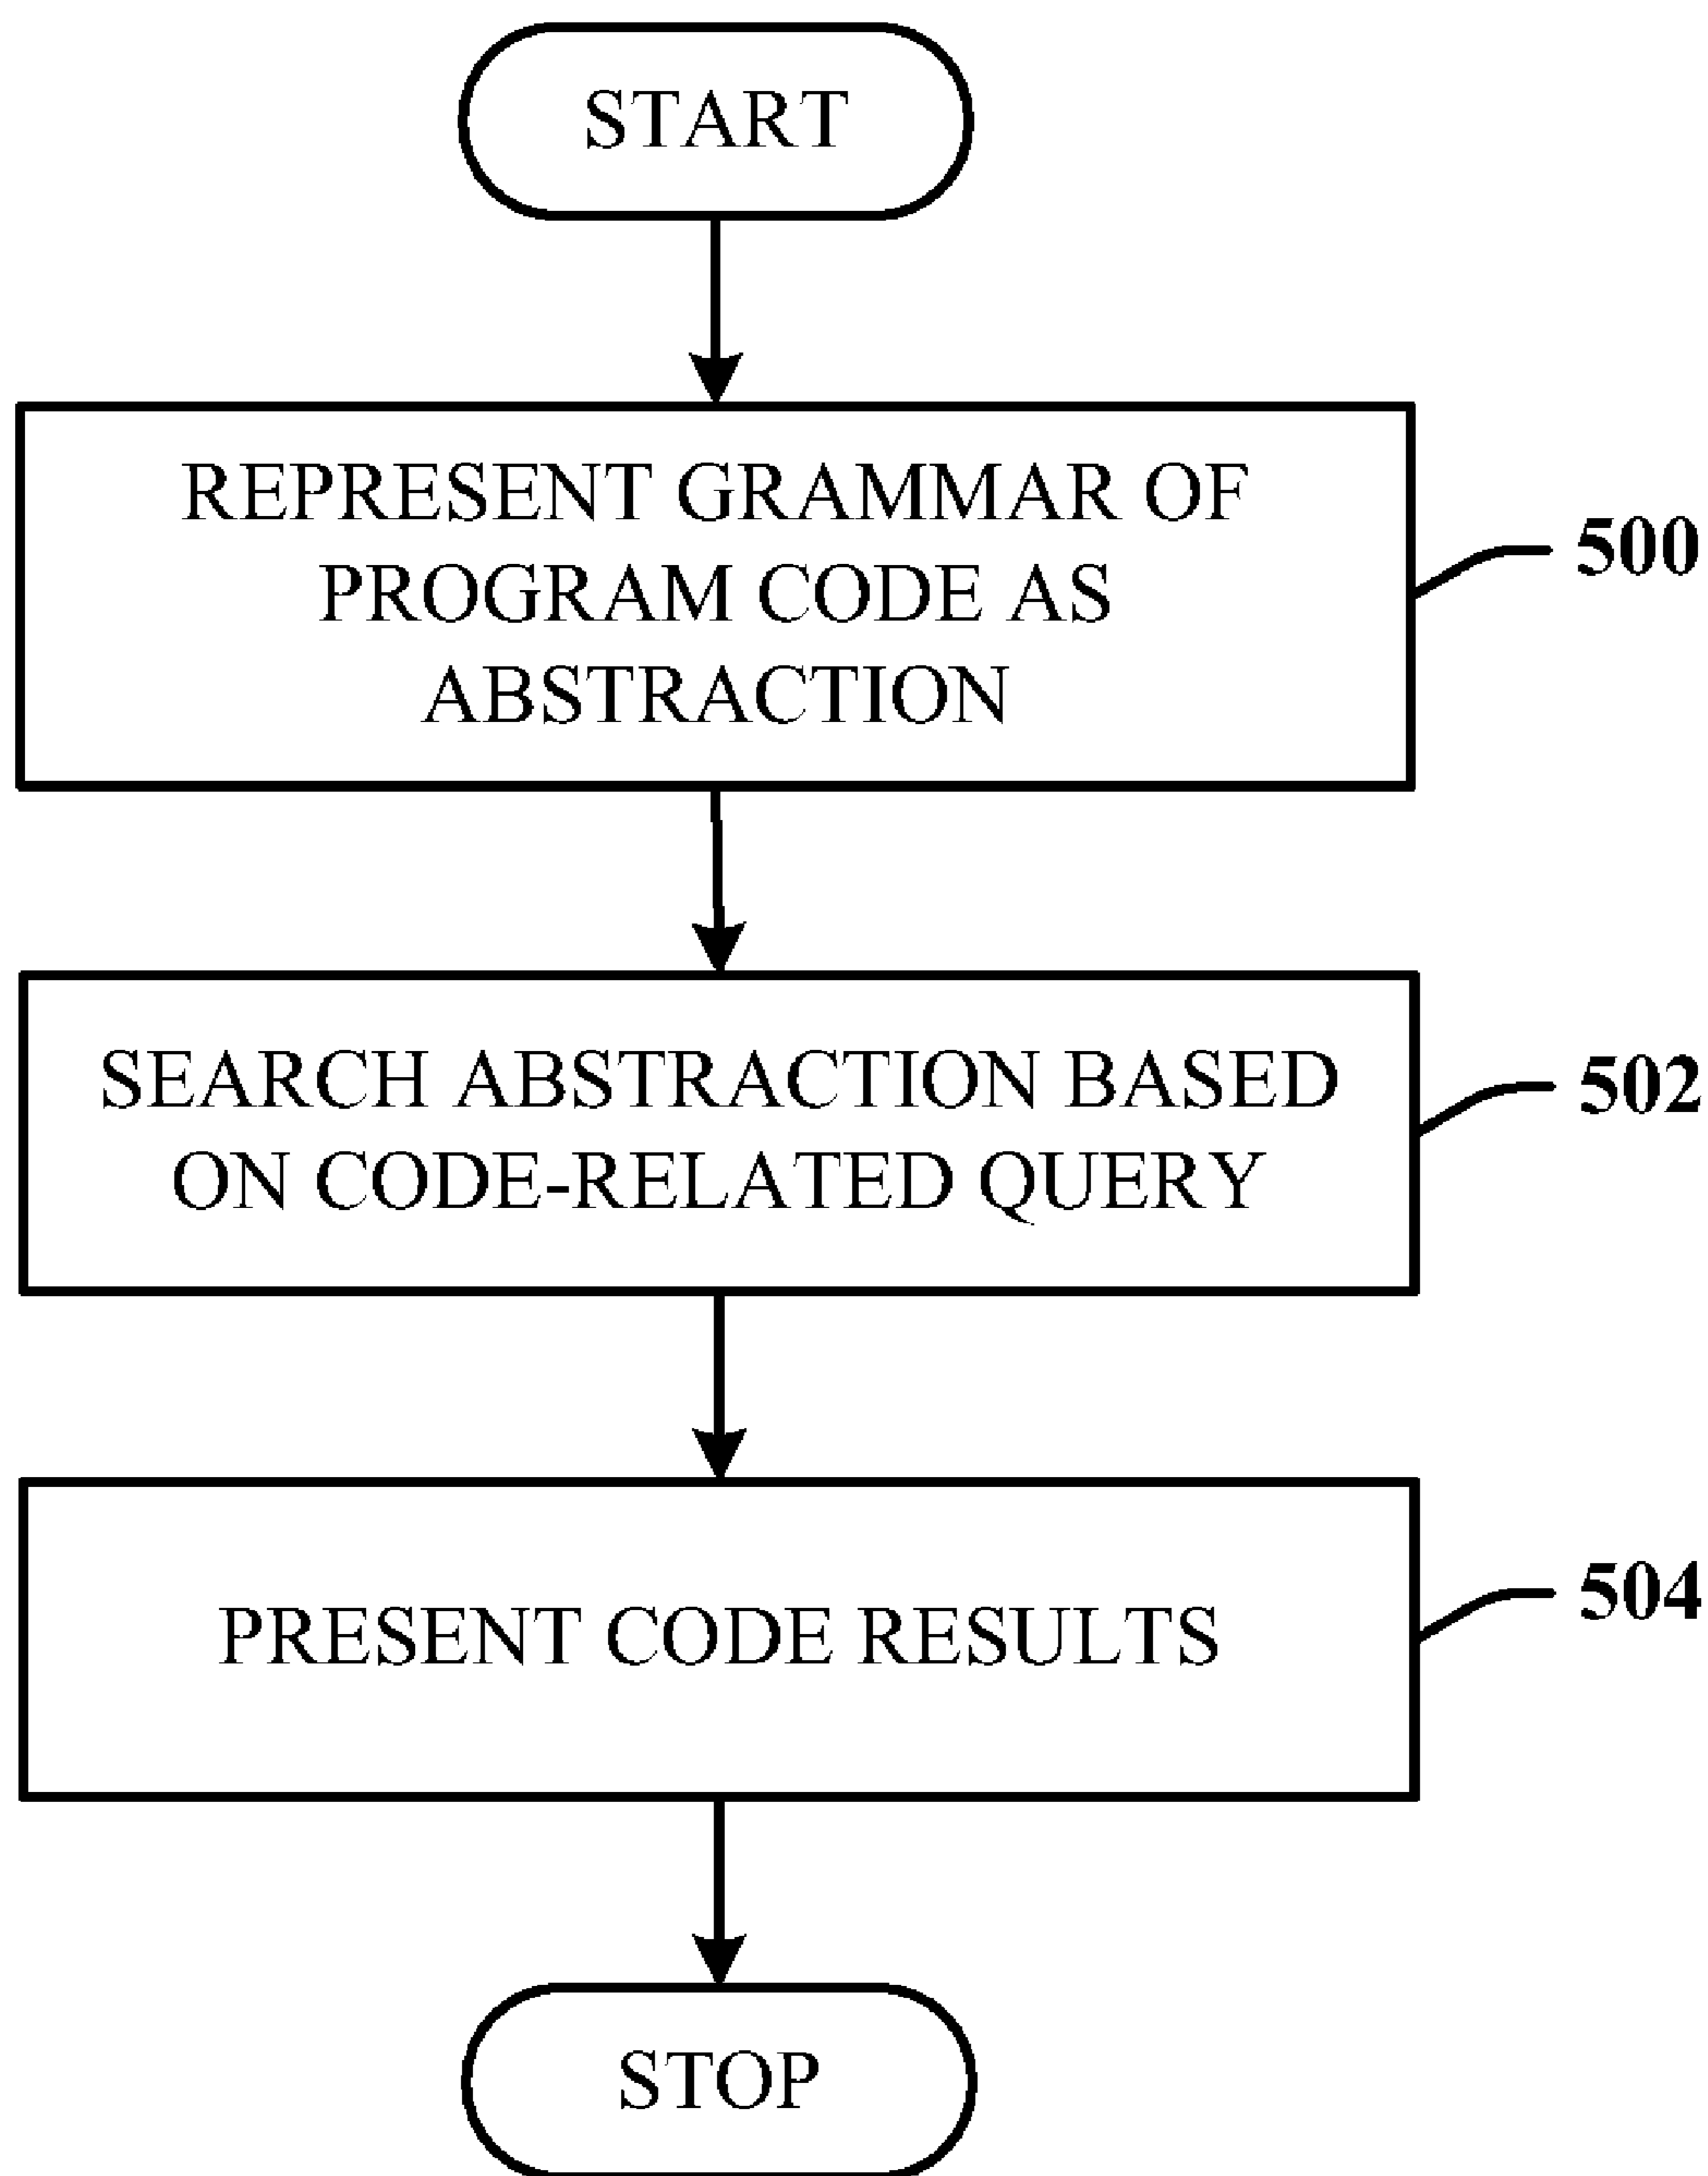 START
REPRESENT GRAMMAR OF
PROGRAM CODE AS
ABSTRACTION
500
SEARCH ABSTRACTION BASED
ON CODE-RELATED QUERY
502
PRESENT CODE RESULTS
504
STOP